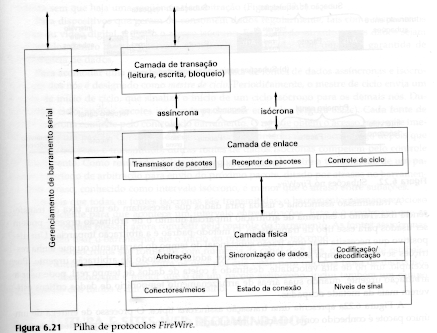 Camada de transação
(leitura, escrita, bloqueio)
assíncrona
isócrona
Gerenciamento de barramento serial
Camada de enlace
Transmissor de pacotes
Receptor de pacotes
Controle de ciclo
Camada física
Arbitração
Sincronização de dados
Codificação/
decodificação
Conectores/meios
Estado da conexão
Níveis de sinal
Figura 6.21 Pilha de protocolos FireWire.